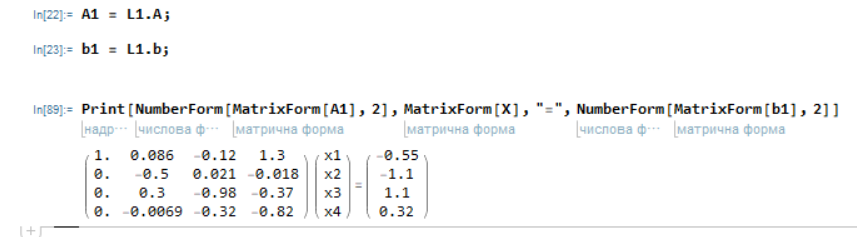 In[22]:= A1 = L1.A;
In[23]:= b1 = L1.b;
In[89]:= Print[NumberForm[MatrixForm[A1], 2], MatrixForm[X], "=", NumberForm[MatrixForm[b1], 2]]
надр⋯ числова ф⋯ матрична форма матрична форма числова ф⋯ матрична форма
1. 0.086 -0.12 1.3 x1 -0.55
0. -0.5 0.021 -0.018 x2 -1.1
0. 0.3 -0.98 -0.37 x3 = 1.1
0. -0.0069 -0.32 -0.82 x4 0.32
+